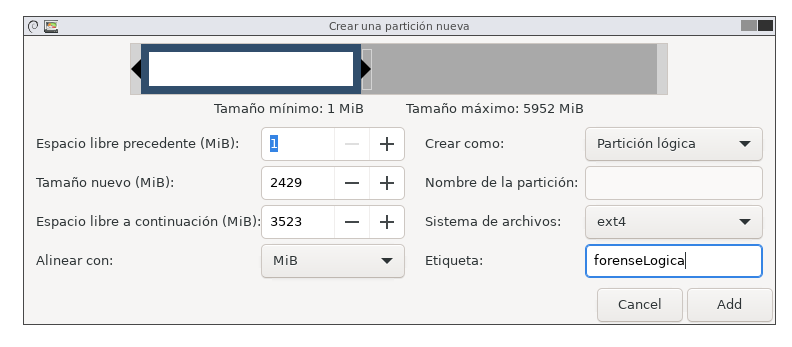 Crear una partición nueva
Tamaño mínimo: 1 MiB Tamaño máximo: 5952 MiB
Espacio libre precedente (MiB): 1 Crear como: Partición lógica
Tamaño nuevo (MiB): 2429 Nombre de la partición:
Espacio libre a continuación (MiB): 3523 Sistema de archivos: ext4
Alinear con: MiB Etiqueta: forenseLogica
Cancel Add